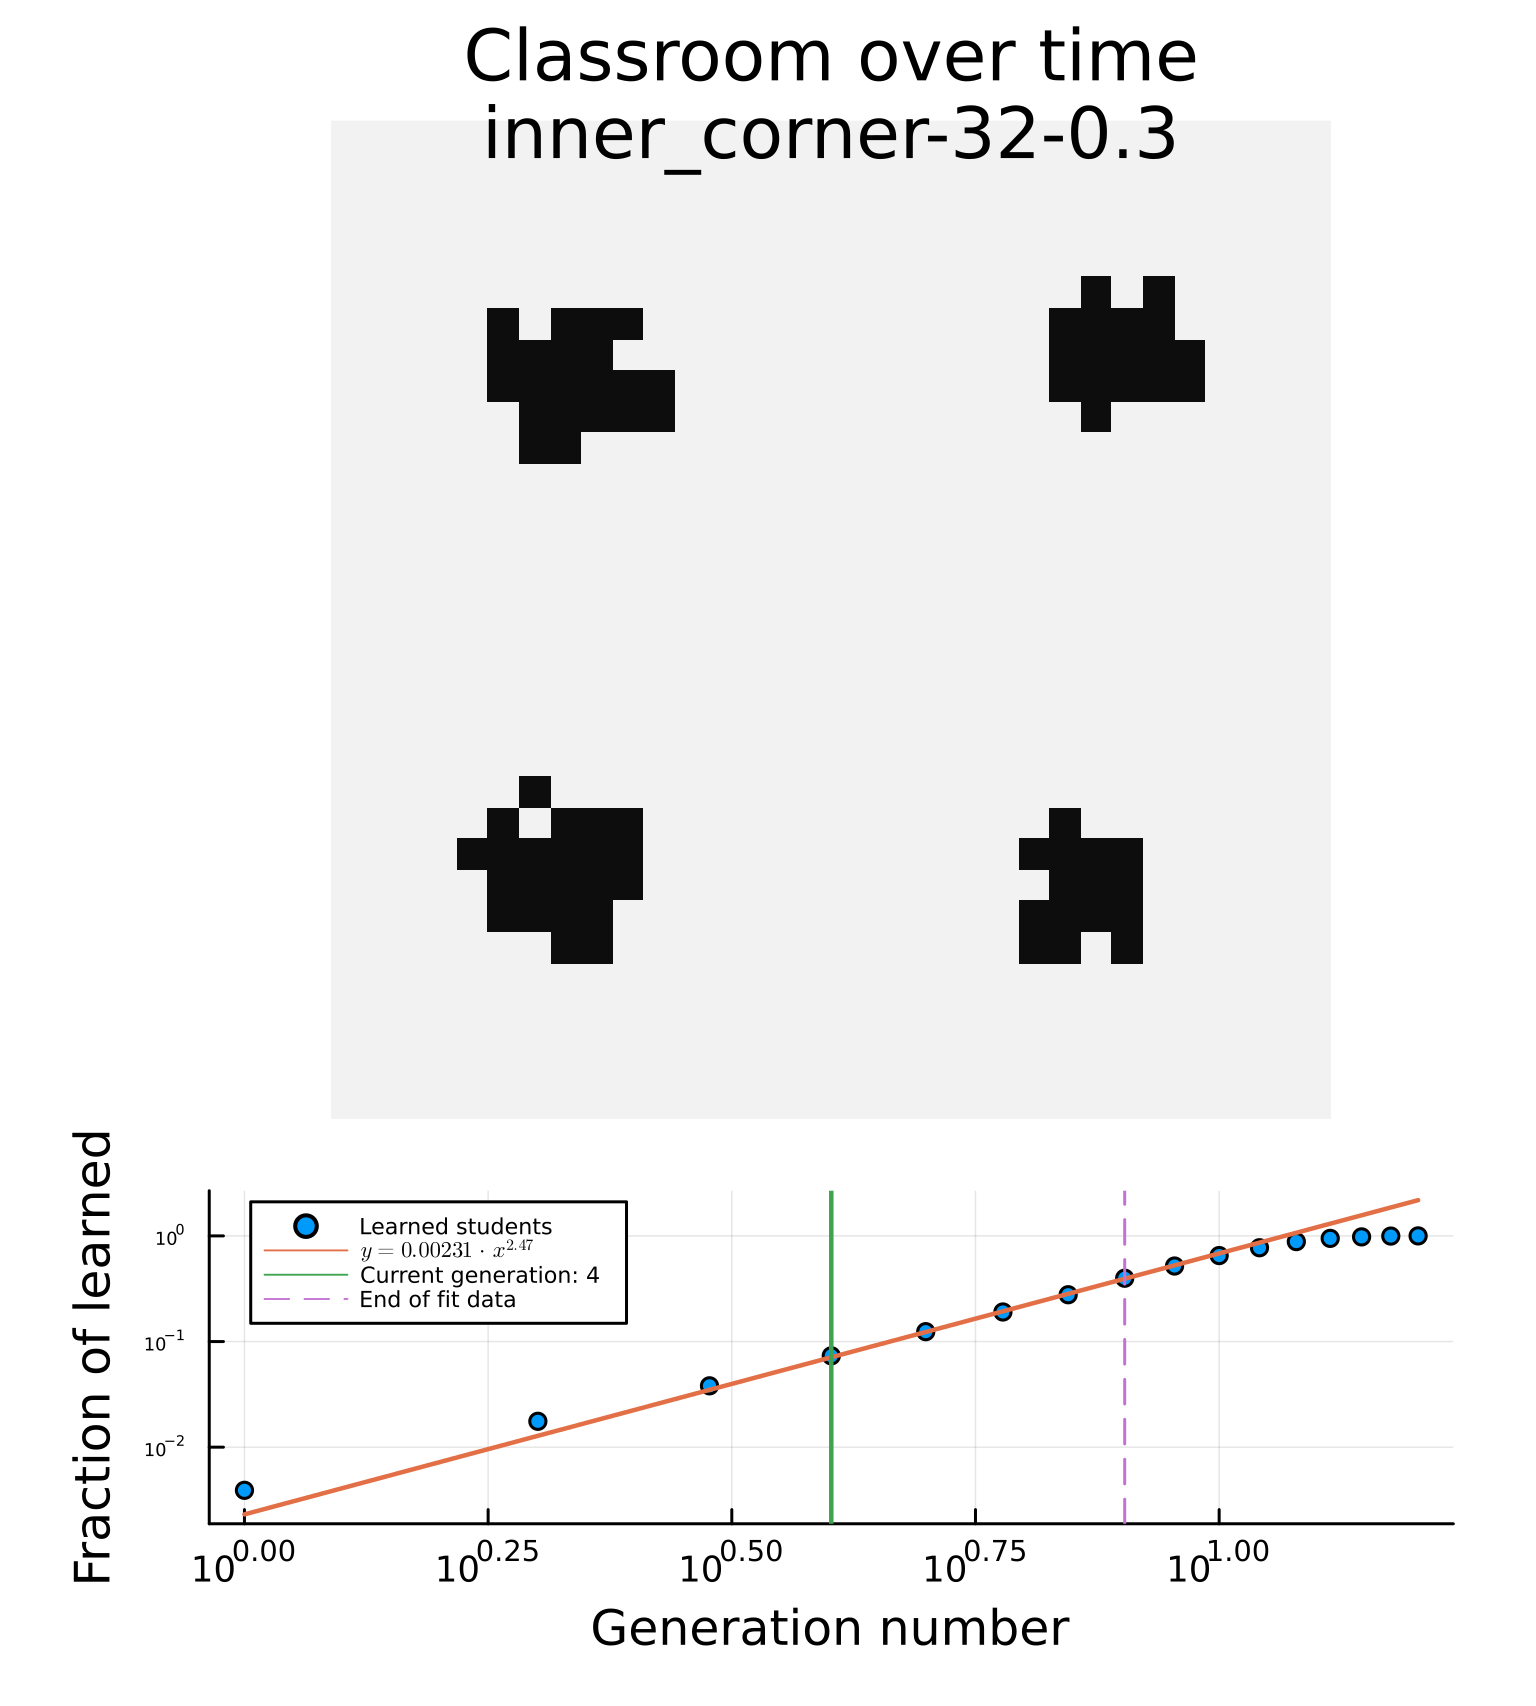 Classroom over time
inner_corner-32-0.3
Fraction of learned
10^0
10^-1
10^-2
Learned students
y = 0.00231 · x^2.47
Current generation: 4
End of fit data
10^0.00 10^0.25 10^0.50 10^0.75 10^1.00
Generation number